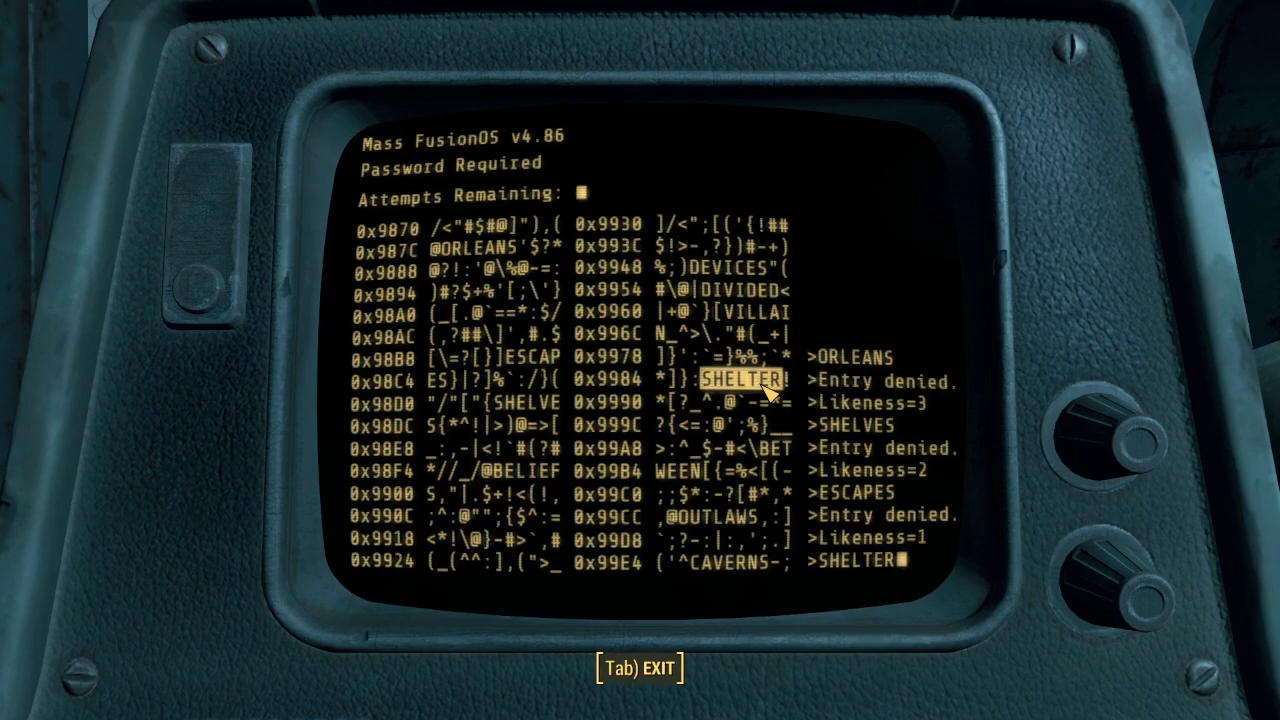 Mass FusionOS v4.86
Password Required
Attempts Remaining:
0x9870 /<"#$#@]"),( 0x9930 ]/<";[('{!##
0x987C @ORLEANS'$?* 0x993C $!>-,?})#-+)
0x9888 @?!:'@\%@-=: 0x9948 %;)DEVICES"(
0x9894 )#?$+%'[;\'} 0x9954 #\@|DIVIDED<
0x98A0 (_[.@`==*:$/ 0x9960 |+@`}[VILLAI
0x98AC (,?##\]',#.$ 0x996C N_^>\."#(_+|
0x98B8 [\=?[}]ESCAP 0x9978 ]}':`=}%%;`* >ORLEANS
0x98C4 ES}|?]%`:/}( 0x9984 *]}:SHELTER! >Entry denied.
0x98D0 "/"["{SHELVE 0x9990 *[?_^.@`-=*= >Likeness=3
0x98DC S{*^!|>)@=>[ 0x999C ?{<=:@';%}__ >SHELVES
0x98E8 _:,-|<!`#(?# 0x99A8 >:^_$-#<\BET >Entry denied.
0x98F4 *//_/@BELIEF 0x99B4 WEEN[{=%<[(- >Likeness=2
0x9900 S,"|.$+!<(!, 0x99C0 ;;$*:-?[#*,* >ESCAPES
0x990C ;^:@"";{$^:= 0x99CC ,@OUTLAWS,:] >Entry denied.
0x9918 <*!\@}-#>`,# 0x99D8 `;?-:|:,';.] >Likeness=1
0x9924 (_(^^:],(">_ 0x99E4 ('^CAVERNS-; >SHELTER
[Tab) EXIT]